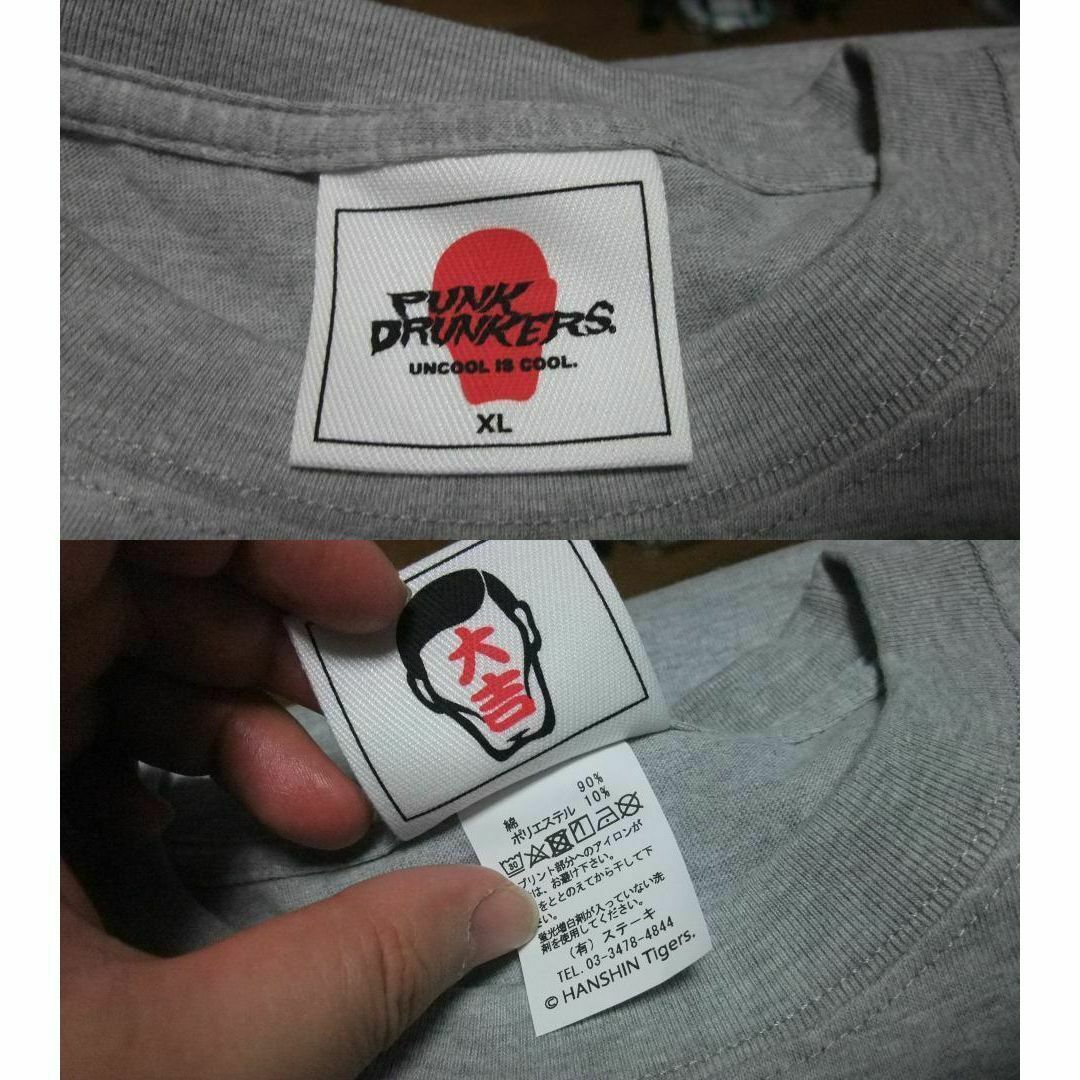 PUNK
DRUNKERS.
UNCOOL IS COOL.
XL
大
吉
綿 90%
ポリエステル 10%
プリント部分へのアイロンが
は、お避け下さい。
をととのえてから干して下
い。
蛍光増白剤が入っていない洗
剤を使用してください。
(有) ステーキ
TEL. 03-3478-4844
© HANSHIN Tigers.